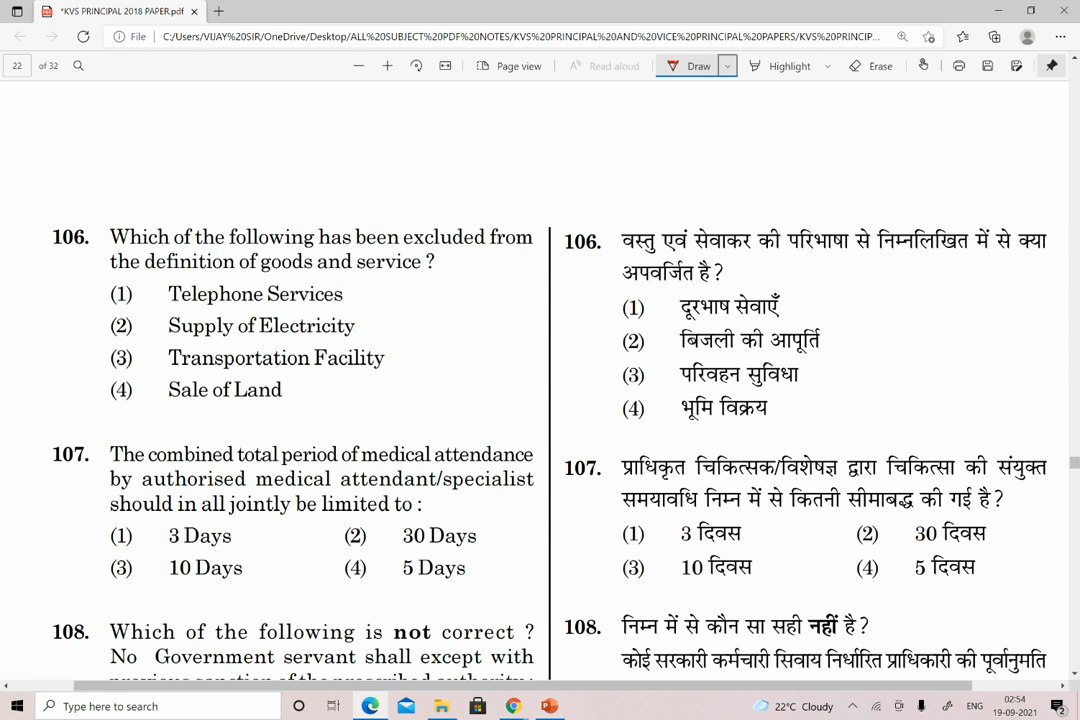 *KVS PRINCIPAL 2018 PAPER.pdf
File
C:/Users/VIJAY%20SIR/OneDrive/Desktop/ALL%20SUBJECT%20PDF%20NOTES/KVS%20PRINCIPAL%20AND%20VICE%20PRINCIPAL%20PAPERS/KVS%20PRINCIP...
22 of 32
Page view
Read aloud
Draw
Highlight
Erase
106. Which of the following has been excluded from
the definition of goods and service ?
(1) Telephone Services
(2) Supply of Electricity
(3) Transportation Facility
(4) Sale of Land
107. The combined total period of medical attendance
by authorised medical attendant/specialist
should in all jointly be limited to :
(1) 3 Days (2) 30 Days
(3) 10 Days (4) 5 Days
108. Which of the following is not correct ?
No Government servant shall except with
106. वस्तु एवं सेवाकर की परिभाषा से निम्नलिखित में से क्या
अपवर्जित है ?
(1) दूरभाष सेवाएँ
(2) बिजली की आपूर्ति
(3) परिवहन सुविधा
(4) भूमि विक्रय
107. प्राधिकृत चिकित्सक/विशेषज्ञ द्वारा चिकित्सा की संयुक्त
समयावधि निम्न में से कितनी सीमाबद्ध की गई है ?
(1) 3 दिवस (2) 30 दिवस
(3) 10 दिवस (4) 5 दिवस
108. निम्न में से कौन सा सही नहीं है ?
कोई सरकारी कर्मचारी सिवाय निर्धारित प्राधिकारी की पूर्वानुमति
Type here to search
22°C Cloudy
ENG
02:54
19-09-2021
2